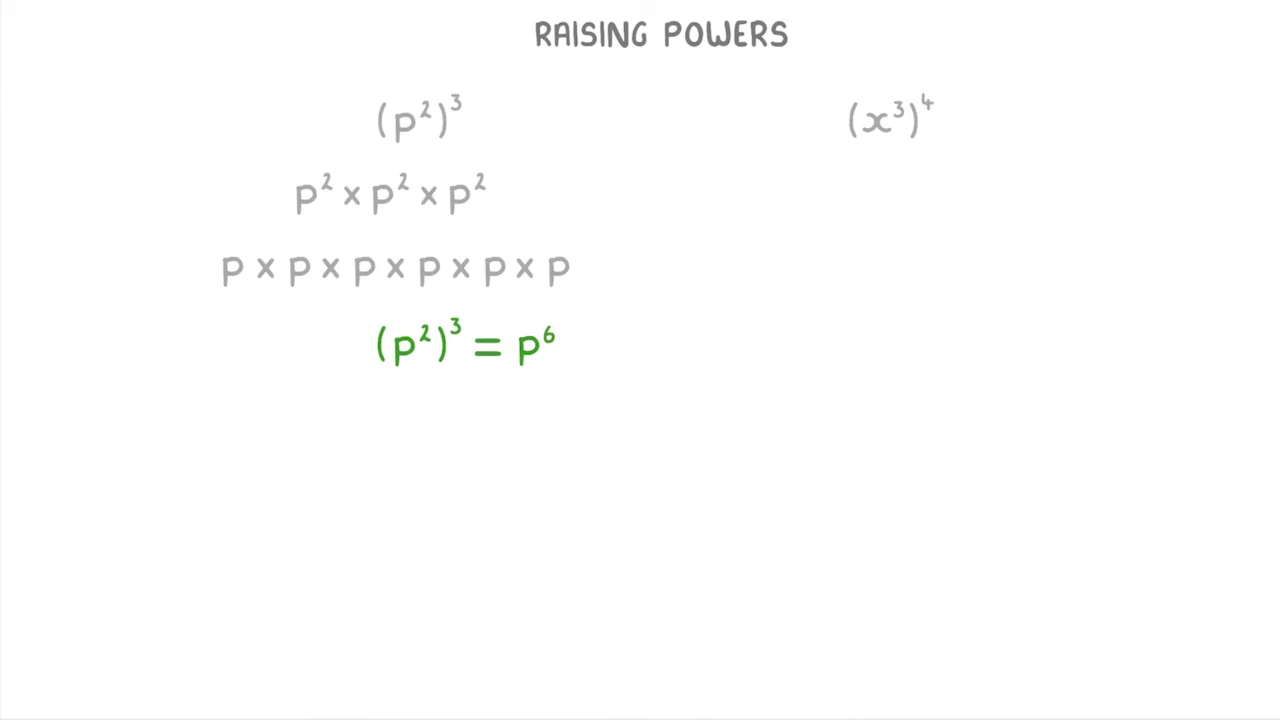 RAISING POWERS
(p²)³
p² × p² × p²
p × p × p × p × p × p
(p²)³ = p⁶
(x³)⁴